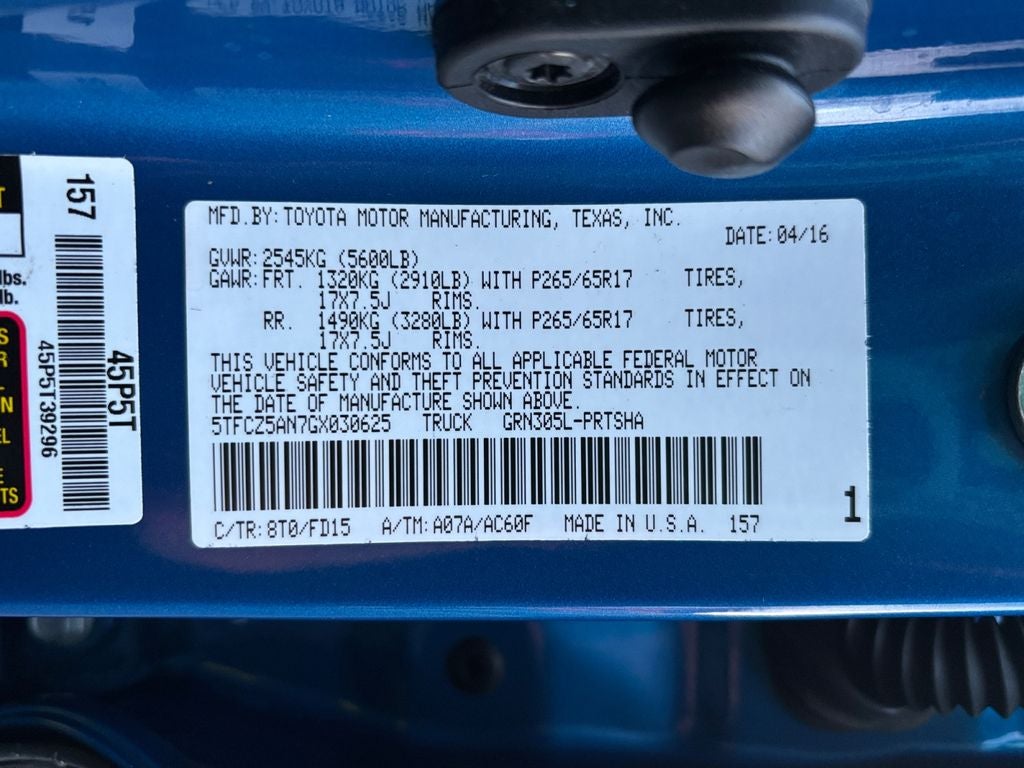 MFD.BY:TOYOTA MOTOR MANUFACTURING, TEXAS, INC.
DATE:04/16
GVWR:2545KG (5600LB)
GAWR:FRT. 1320KG (2910LB) WITH P265/65R17 TIRES,
17X7.5J RIMS.
RR. 1490KG (3280LB) WITH P265/65R17 TIRES,
17X7.5J RIMS.
THIS VEHICLE CONFORMS TO ALL APPLICABLE FEDERAL MOTOR
VEHICLE SAFETY AND THEFT PREVENTION STANDARDS IN EFFECT ON
THE DATE OF MANUFACTURE SHOWN ABOVE.
5TFCZ5AN7GX030625 TRUCK GRN305L-PRTSHA
C/TR:8T0/FD15 A/TM:A07A/AC60F MADE IN U.S.A. 157
1
157
45P5T39296
45P5T
lbs.
lb.